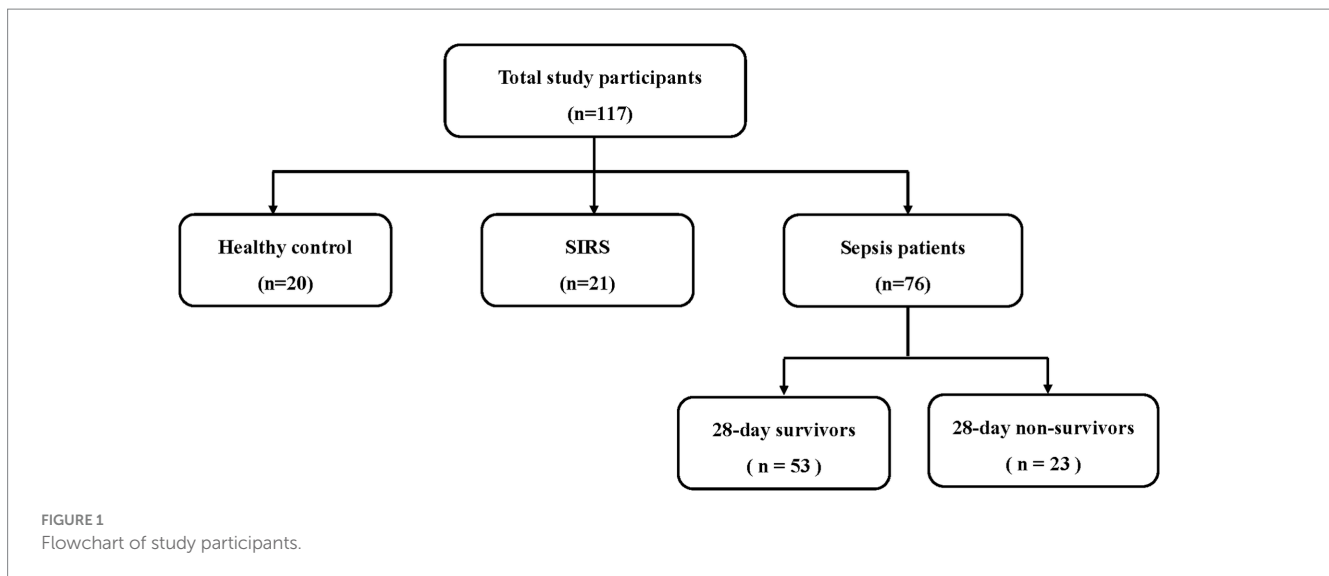 Total study participants
(n=117)
Healthy control
(n=20)
SIRS
(n=21)
Sepsis patients
(n=76)
28-day survivors
( n = 53 )
28-day non-survivors
( n = 23 )
FIGURE 1
Flowchart of study participants.